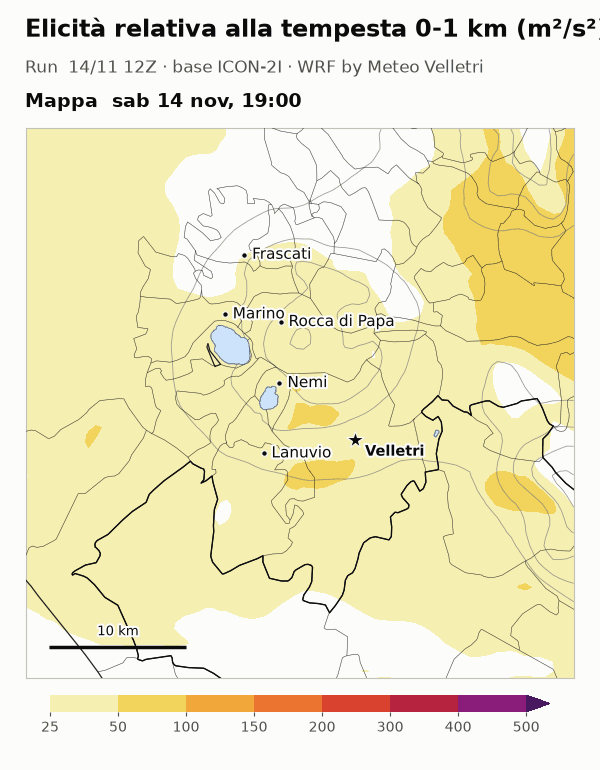 Elicità relativa alla tempesta 0-1 km (m²/s²)
Run 14/11 12Z · base ICON-2I · WRF by Meteo Velletri
Mappa sab 14 nov, 19:00
Frascati
Marino
Rocca di Papa
Nemi
Velletri
Lanuvio
10 km
25 50 100 150 200 300 400 500